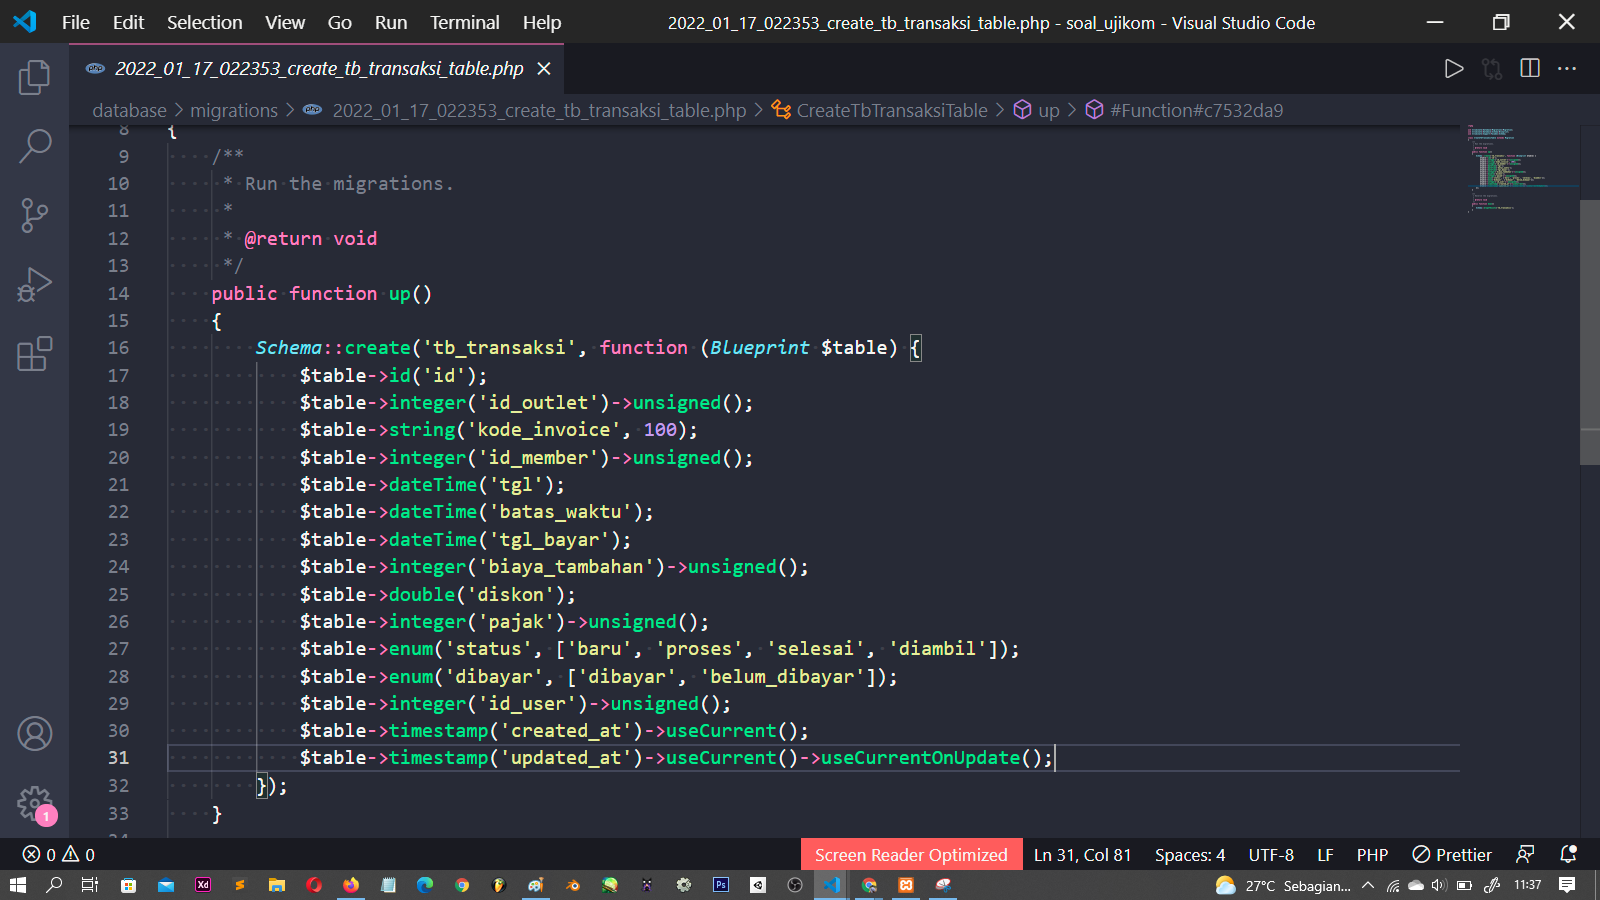 File Edit Selection View Go Run Terminal Help 2022_01_17_022353_create_tb_transaksi_table.php - soal_ujikom - Visual Studio Code
php 2022_01_17_022353_create_tb_transaksi_table.php
database > migrations > php 2022_01_17_022353_create_tb_transaksi_table.php > CreateTbTransaksiTable > up > #Function#c7532da9
8 {
9 /**
10 * Run the migrations.
11 *
12 * @return void
13 */
14 public function up()
15 {
16 Schema::create('tb_transaksi', function (Blueprint $table) {
17 $table->id('id');
18 $table->integer('id_outlet')->unsigned();
19 $table->string('kode_invoice', 100);
20 $table->integer('id_member')->unsigned();
21 $table->dateTime('tgl');
22 $table->dateTime('batas_waktu');
23 $table->dateTime('tgl_bayar');
24 $table->integer('biaya_tambahan')->unsigned();
25 $table->double('diskon');
26 $table->integer('pajak')->unsigned();
27 $table->enum('status', ['baru', 'proses', 'selesai', 'diambil']);
28 $table->enum('dibayar', ['dibayar', 'belum_dibayar']);
29 $table->integer('id_user')->unsigned();
30 $table->timestamp('created_at')->useCurrent();
31 $table->timestamp('updated_at')->useCurrent()->useCurrentOnUpdate();
32 });
33 }
1
0 0 Screen Reader Optimized Ln 31, Col 81 Spaces: 4 UTF-8 LF PHP Prettier
Xd Ps 27°C Sebagian... 11:37